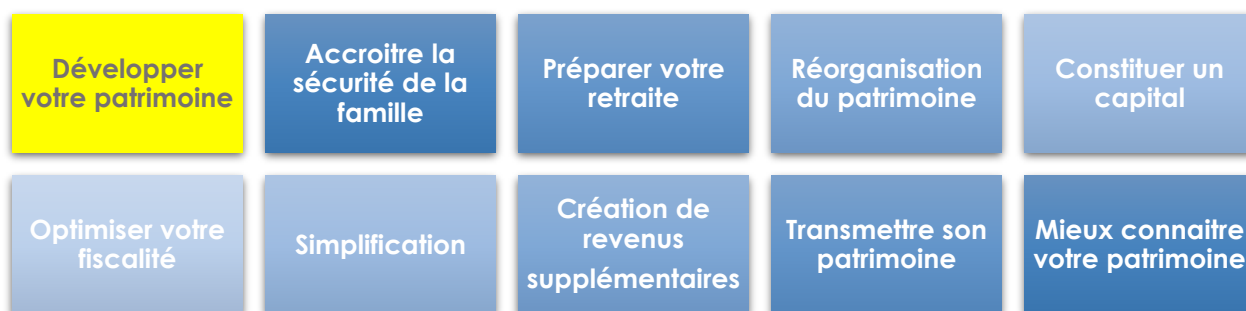 Développer
votre patrimoine
Accroitre la
sécurité de la
famille
Préparer votre
retraite
Réorganisation
du patrimoine
Constituer un
capital
Optimiser votre
fiscalité
Simplification
Création de
revenus
supplémentaires
Transmettre son
patrimoine
Mieux connaitre
votre patrimoine